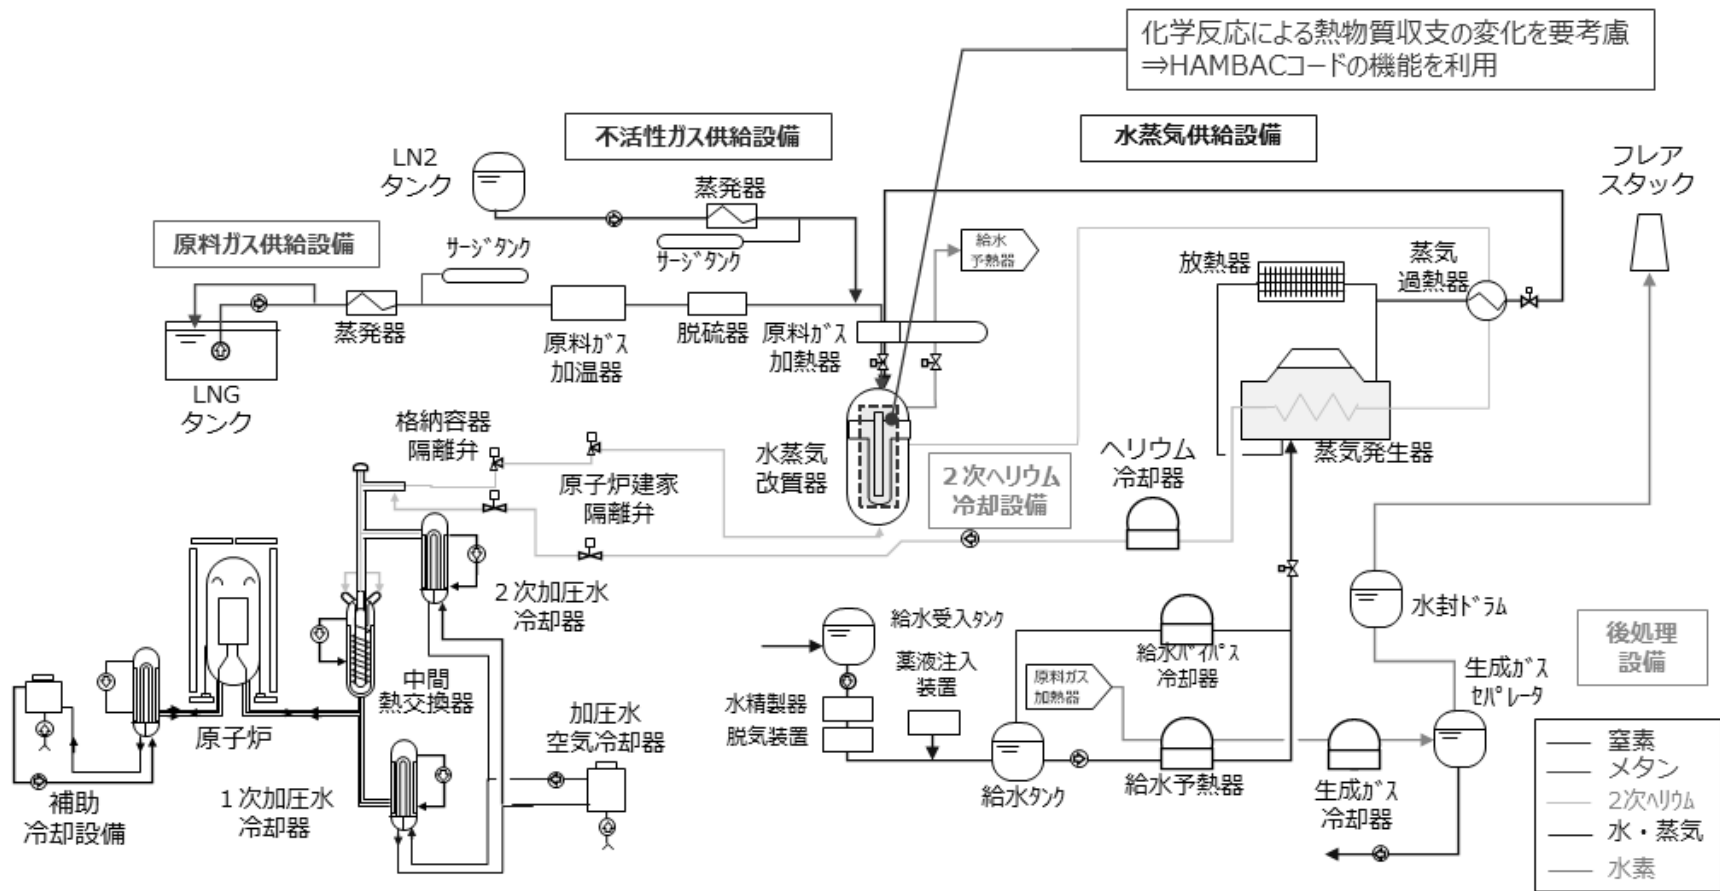 化学反応による熱物質収支の変化を要考慮
⇒HAMBACコードの機能を利用
不活性ガス供給設備
水蒸気供給設備
LN2
タンク
蒸発器
フレア
スタック
原料ガス供給設備
サージタンク
サージタンク
給水
予熱器
放熱器
蒸気
過熱器
蒸発器
原料ガス
加温器
脱硫器
原料ガス
加熱器
LNG
タンク
格納容器
隔離弁
原子炉建家
隔離弁
水蒸気
改質器
2次ヘリウム
冷却設備
ヘリウム
冷却器
蒸気発生器
2次加圧水
冷却器
水封ドラム
後処理
設備
給水受入タンク
薬液注入
装置
原料ガス
加熱器
給水バイパス
冷却器
生成ガス
セパレータ
中間
熱交換器
水精製器
脱気装置
原子炉
加圧水
空気冷却器
補助
冷却設備
1次加圧水
冷却器
給水タンク
給水予熱器
生成ガス
冷却器
窒素
メタン
2次ヘリウム
水・蒸気
水素